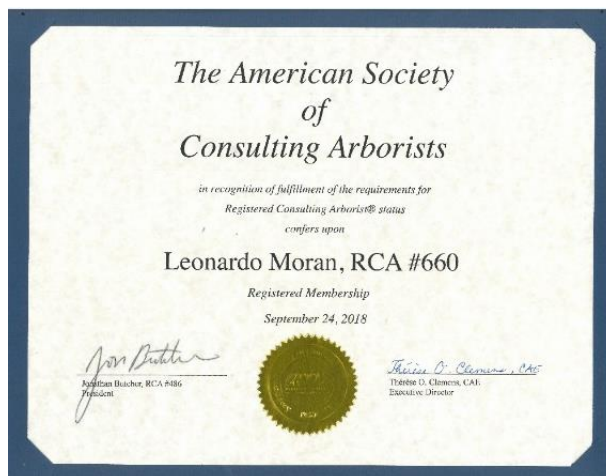 The American Society
of
Consulting Arborists
in recognition of fulfillment of the requirements for
Registered Consulting Arborist® status
confers upon
Leonardo Moran, RCA #660
Registered Membership
September 24, 2018
Jonathan Butcher, RCA #486
President
Thérèse O. Clemens, CAE
Thérèse O. Clemens, CAE
Executive Director